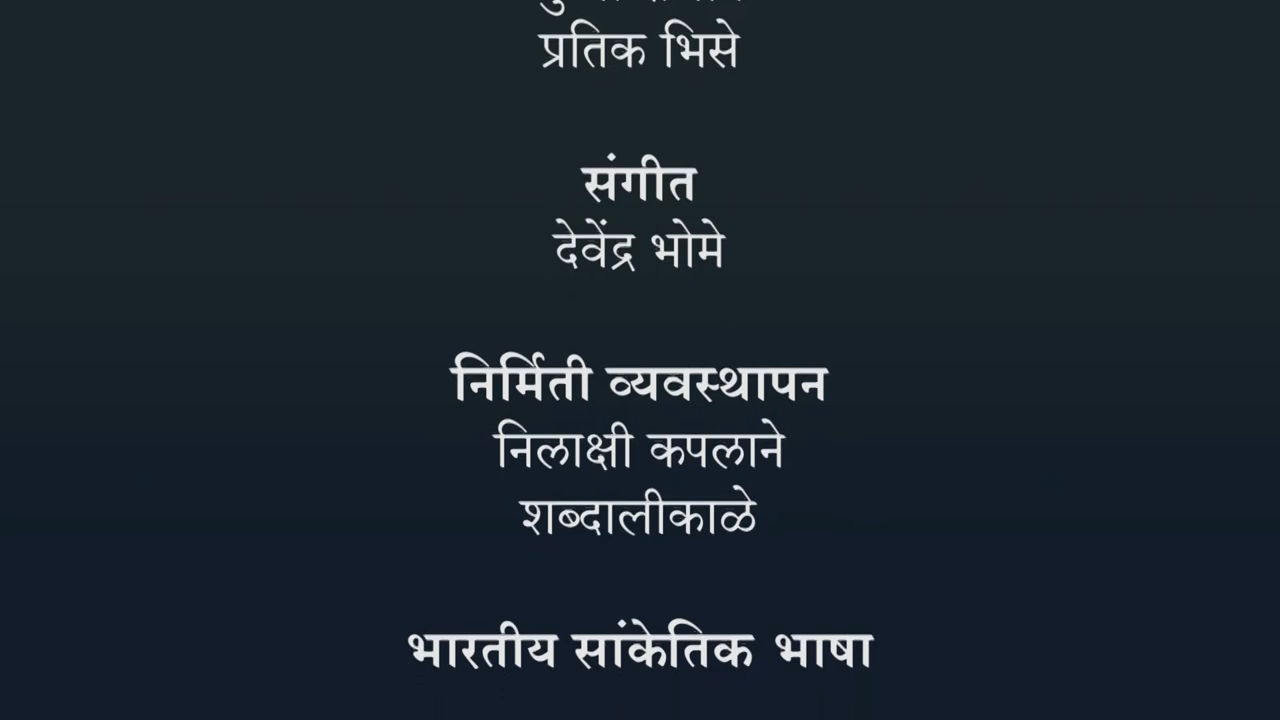 प्रतिक भिसे
संगीत
देवेंद्र भोमे
निर्मिती व्यवस्थापन
निलाक्षी कपलाने
शब्दालीकाळे
भारतीय सांकेतिक भाषा